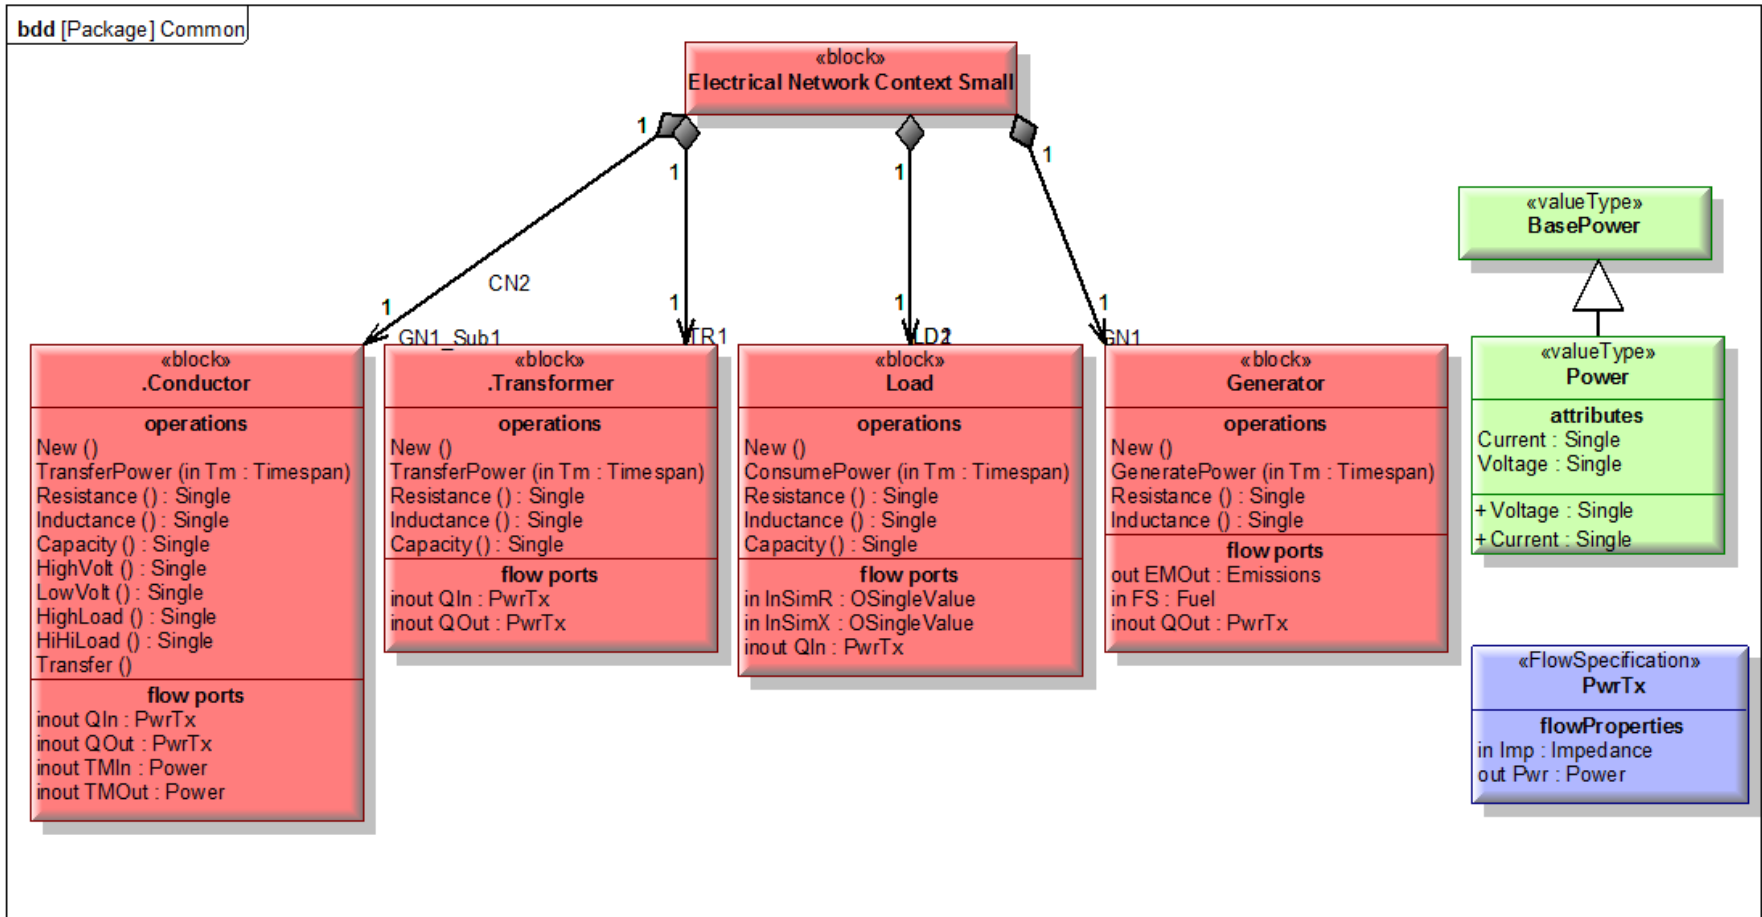 bdd [Package] Common
«block»
Electrical Network Context Small
1
1
1
1
CN2
1
1
1
1
GN1_Sub1
TR1
GN1
«block»
.Conductor
operations
New ()
TransferPower (in Tm : Timespan)
Resistance () : Single
Inductance () : Single
Capacity () : Single
HighVolt () : Single
LowVolt () : Single
HighLoad () : Single
HiHiLoad () : Single
Transfer ()
flow ports
inout QIn : PwrTx
inout QOut : PwrTx
inout TMIn : Power
inout TMOut : Power
«block»
.Transformer
operations
New ()
TransferPower (in Tm : Timespan)
Resistance () : Single
Inductance () : Single
Capacity () : Single
flow ports
inout QIn : PwrTx
inout QOut : PwrTx
«block»
Load
operations
New ()
ConsumePower (in Tm : Timespan)
Resistance () : Single
Inductance () : Single
Capacity () : Single
flow ports
in InSimR : OSingleValue
in InSimX : OSingleValue
inout QIn : PwrTx
«block»
Generator
operations
New ()
GeneratePower (in Tm : Timespan)
Resistance () : Single
Inductance () : Single
flow ports
out EMOut : Emissions
in FS : Fuel
inout QOut : PwrTx
«valueType»
BasePower
«valueType»
Power
attributes
Current : Single
Voltage : Single
+ Voltage : Single
+ Current : Single
«FlowSpecification»
PwrTx
flowProperties
in Imp : Impedance
out Pwr : Power